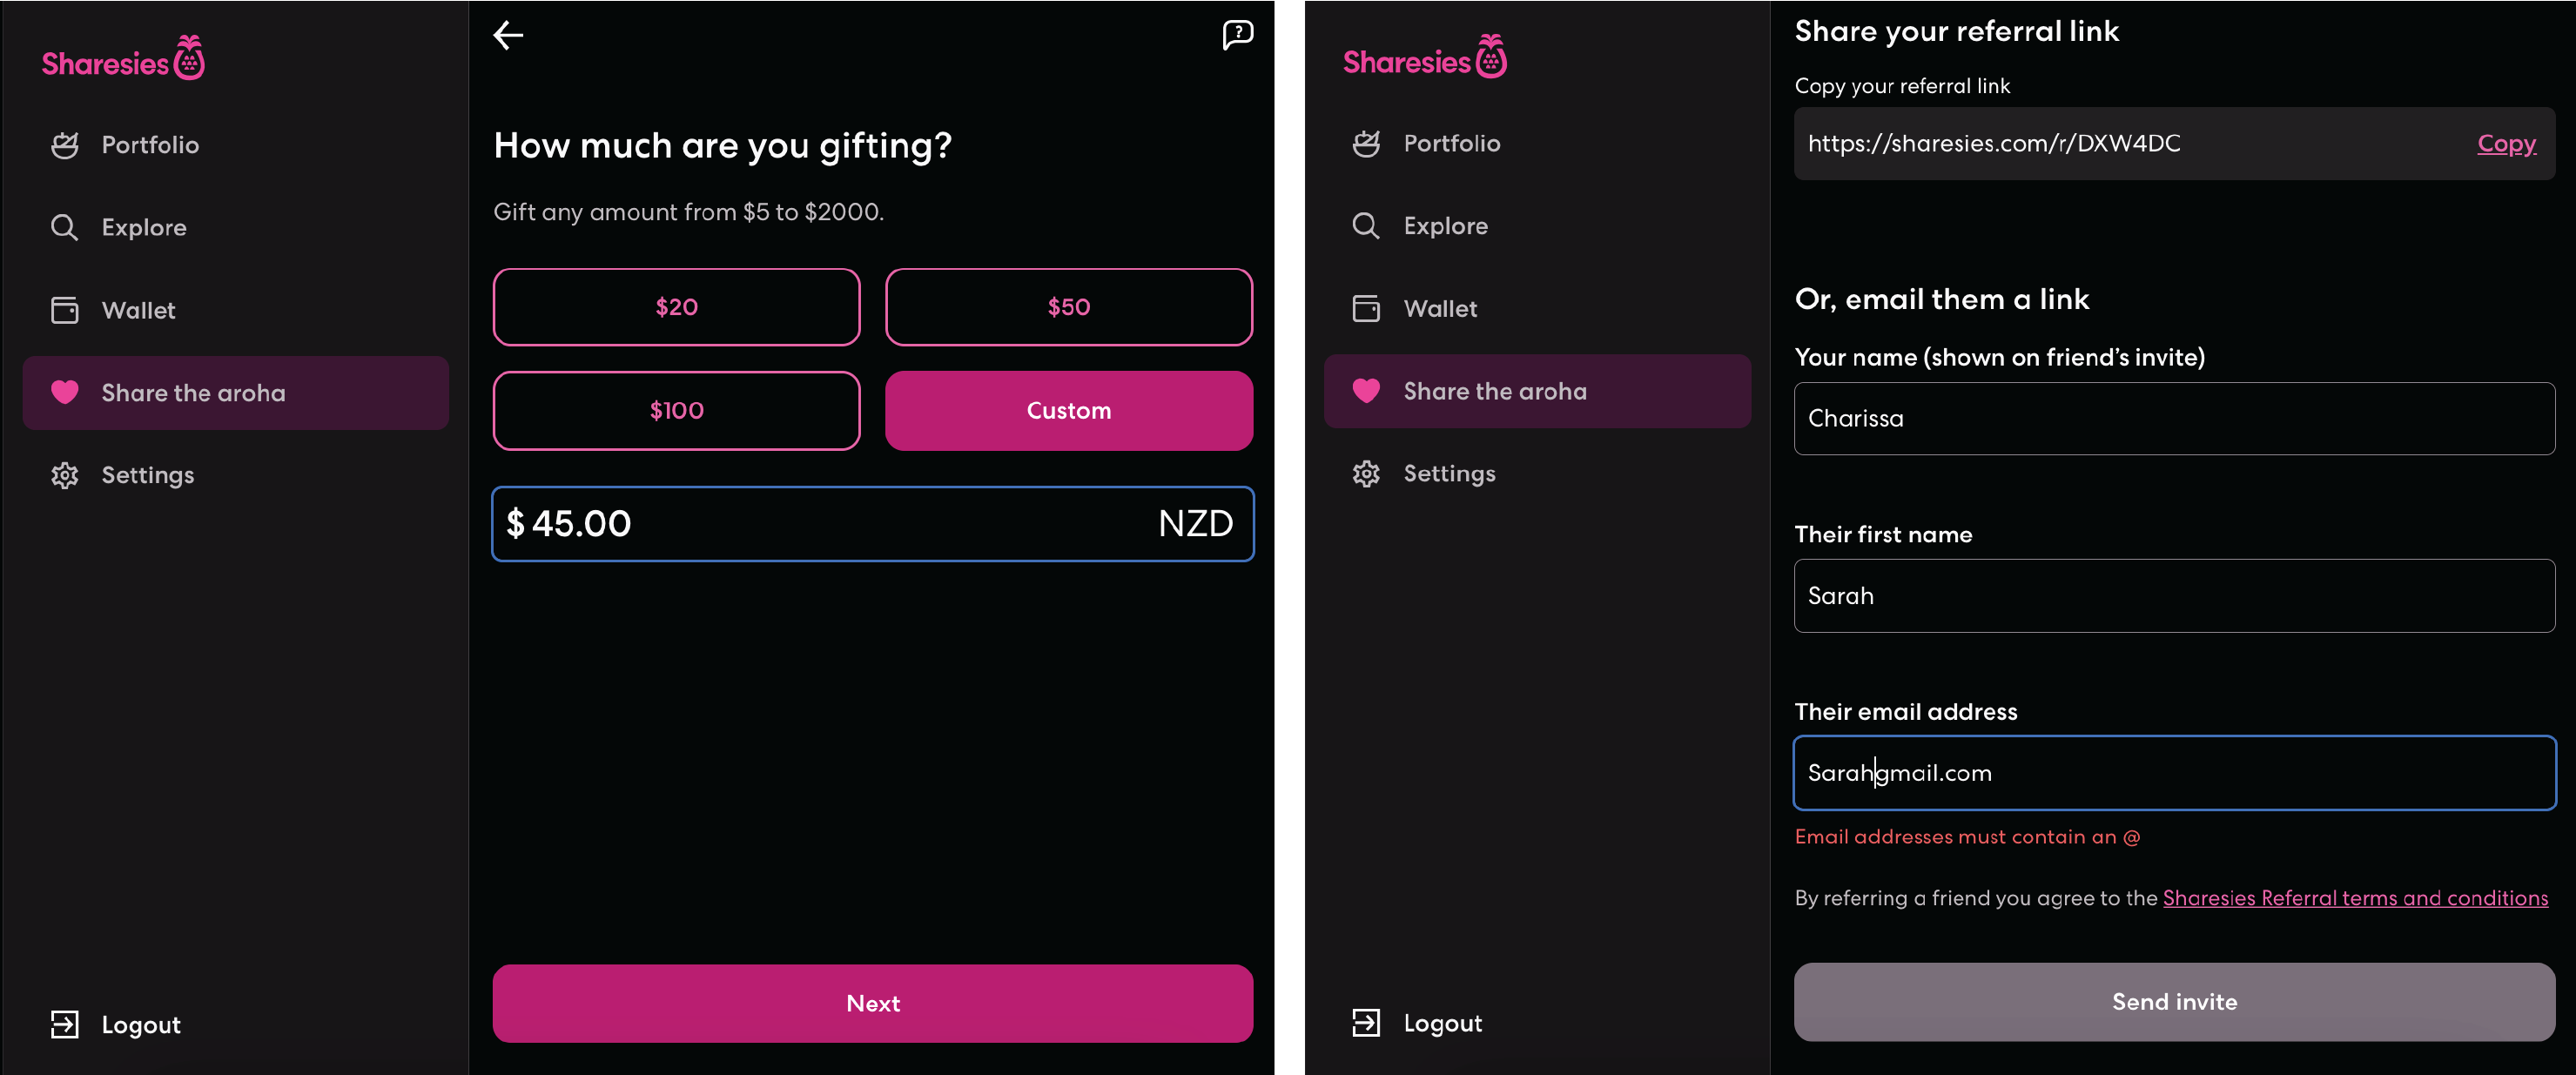 Sharesies
Portfolio
Explore
Wallet
Share the aroha
Settings
Logout
?
How much are you gifting?
Gift any amount from $5 to $2000.
$20
$50
$100
Custom
$ 45.00
NZD
Next
Sharesies
Portfolio
Explore
Wallet
Share the aroha
Settings
Logout
Share your referral link
Copy your referral link
https://sharesies.com/r/DXW4DC
Copy
Or, email them a link
Your name (shown on friend’s invite)
Charissa
Their first name
Sarah
Their email address
Sarahgmail.com
Email addresses must contain an @
By referring a friend you agree to the Sharesies Referral terms and conditions
Send invite